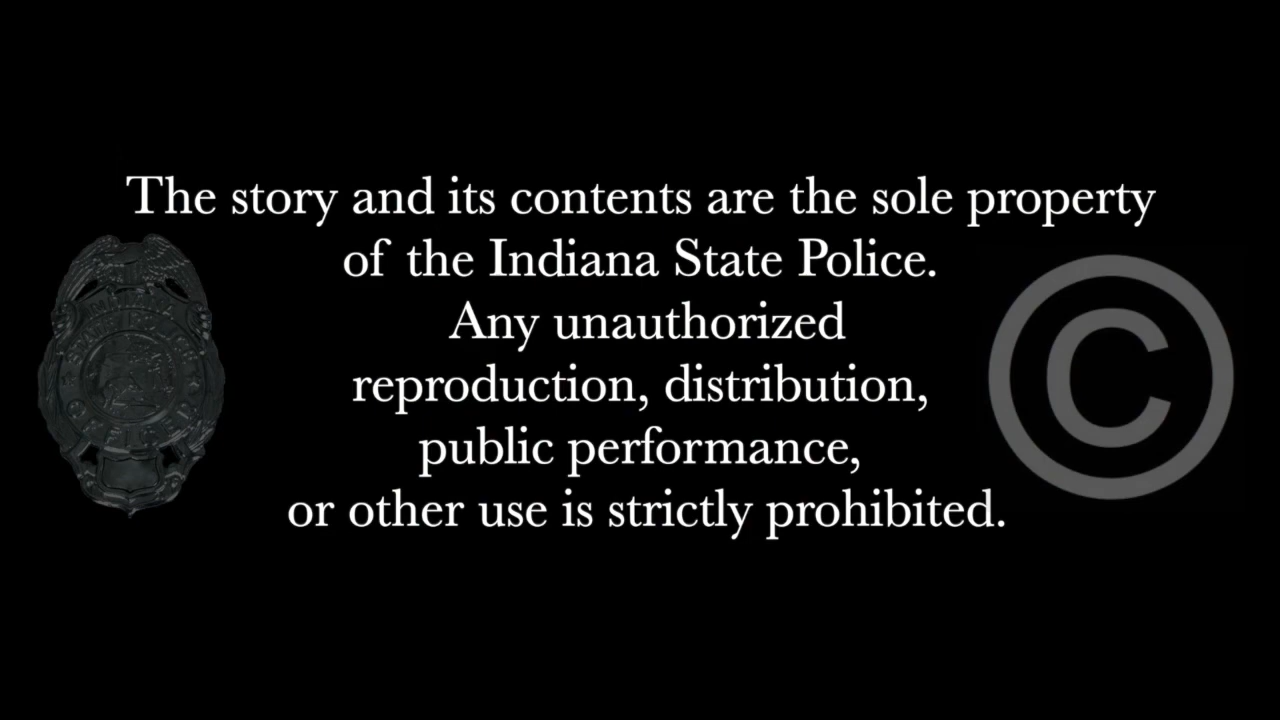 The story and its contents are the sole property
of the Indiana State Police.
Any unauthorized
reproduction, distribution,
public performance,
or other use is strictly prohibited.
©